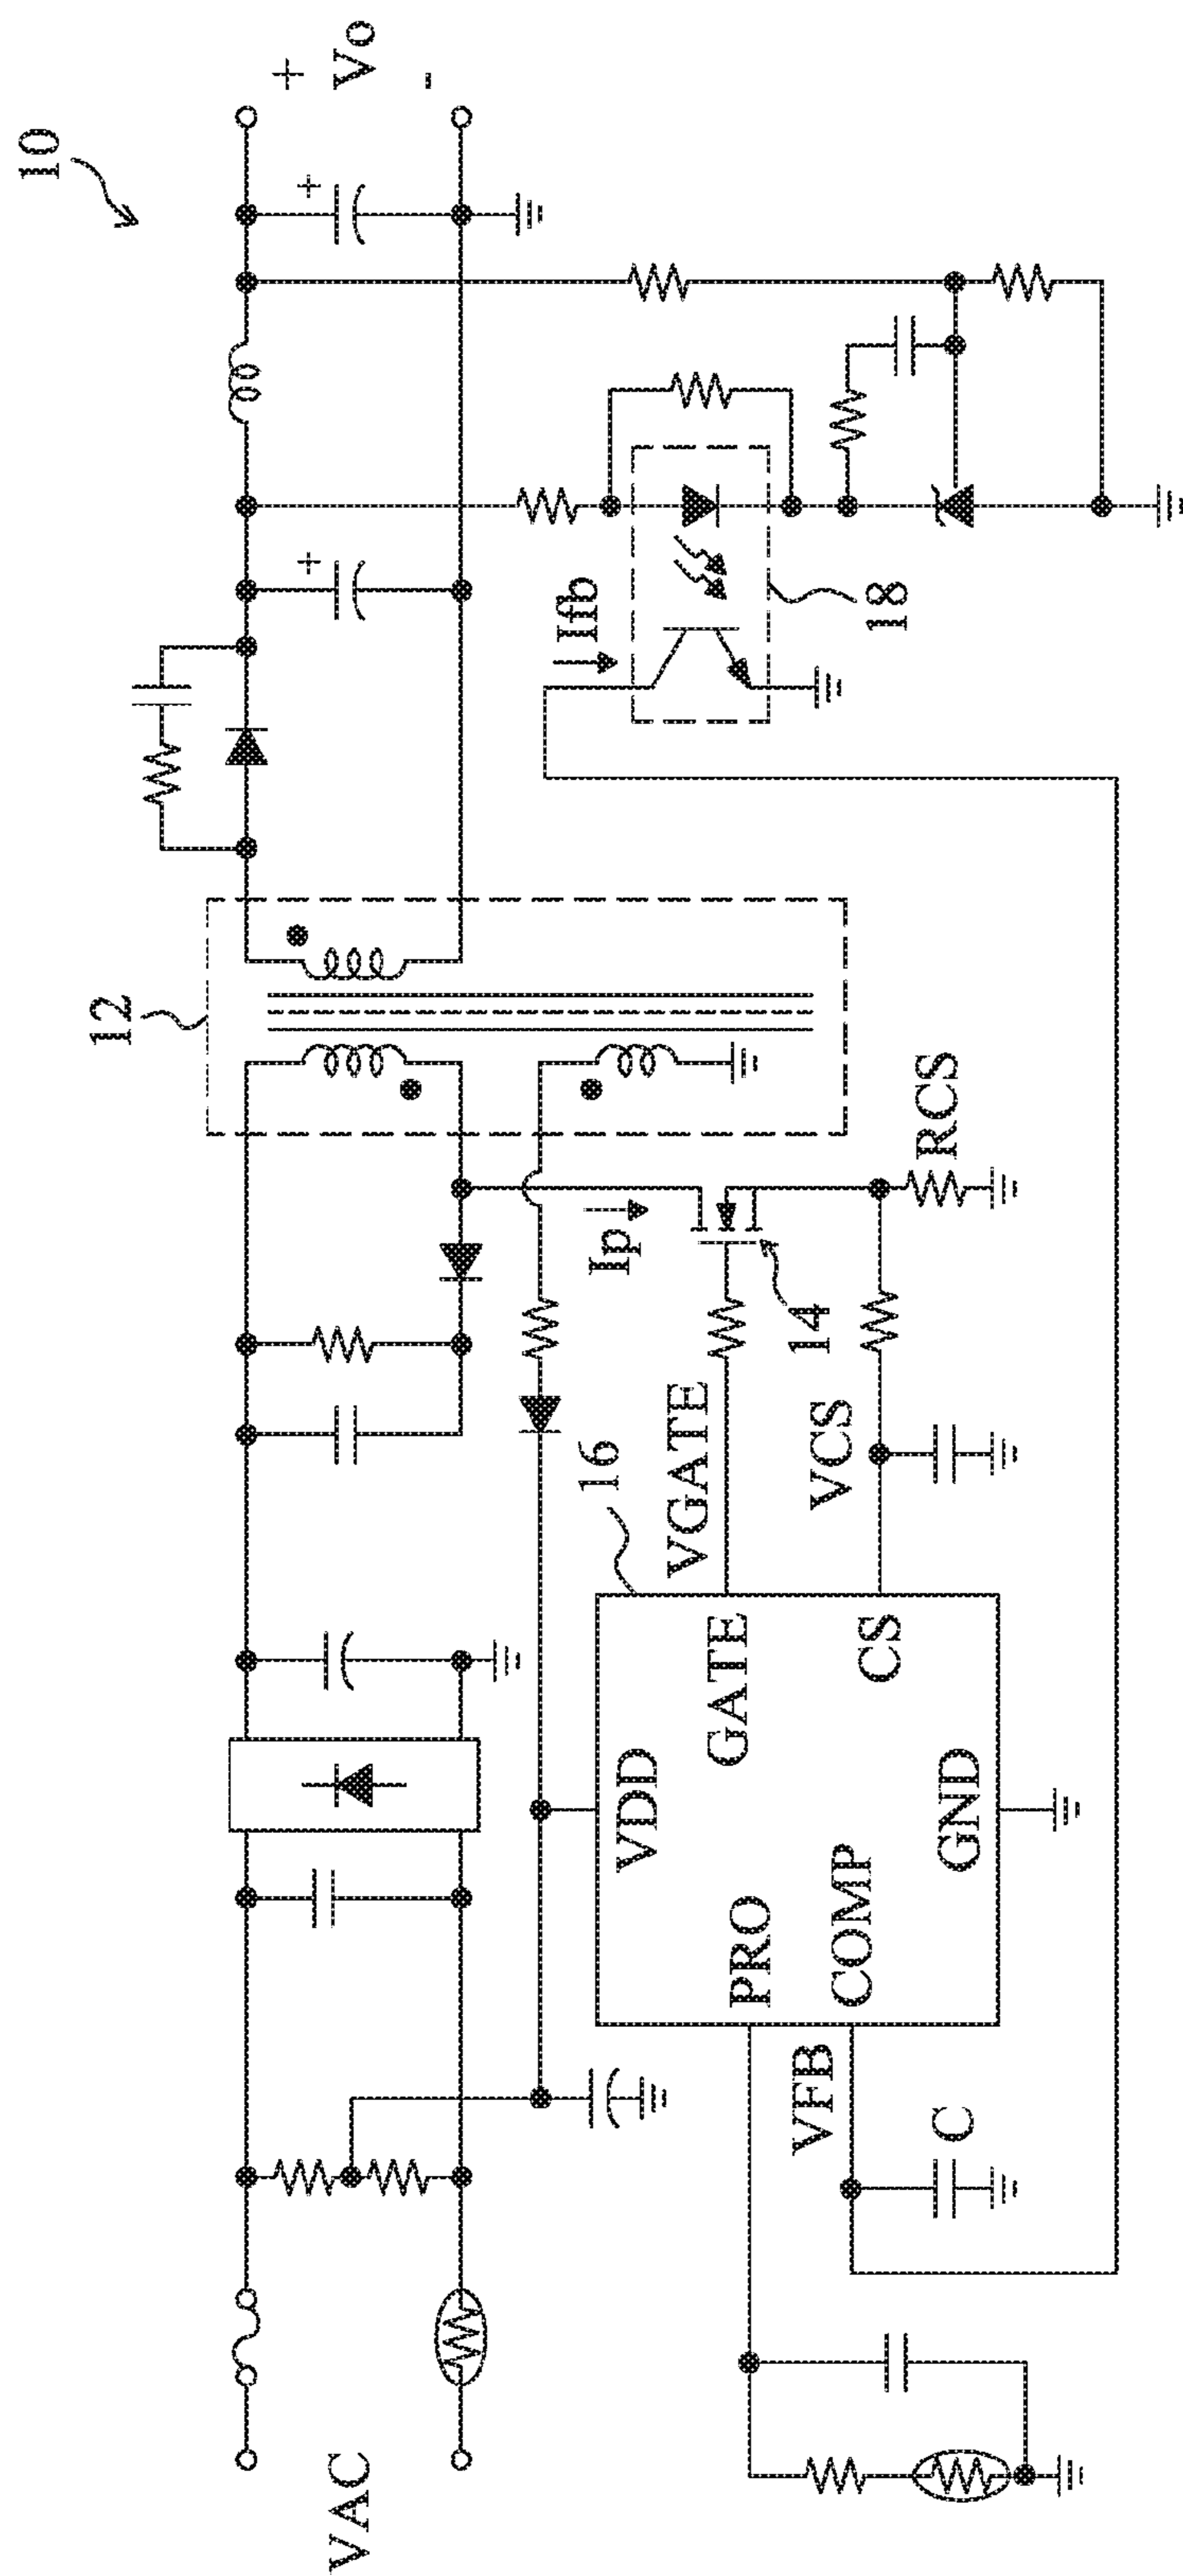 10
12
+
Vo
-
+
+
VAC
Ip
Ifb
18
16
VGATE
14
RCS
VCS
VDD
GATE
PRO
COMP
CS
GND
VFB
C